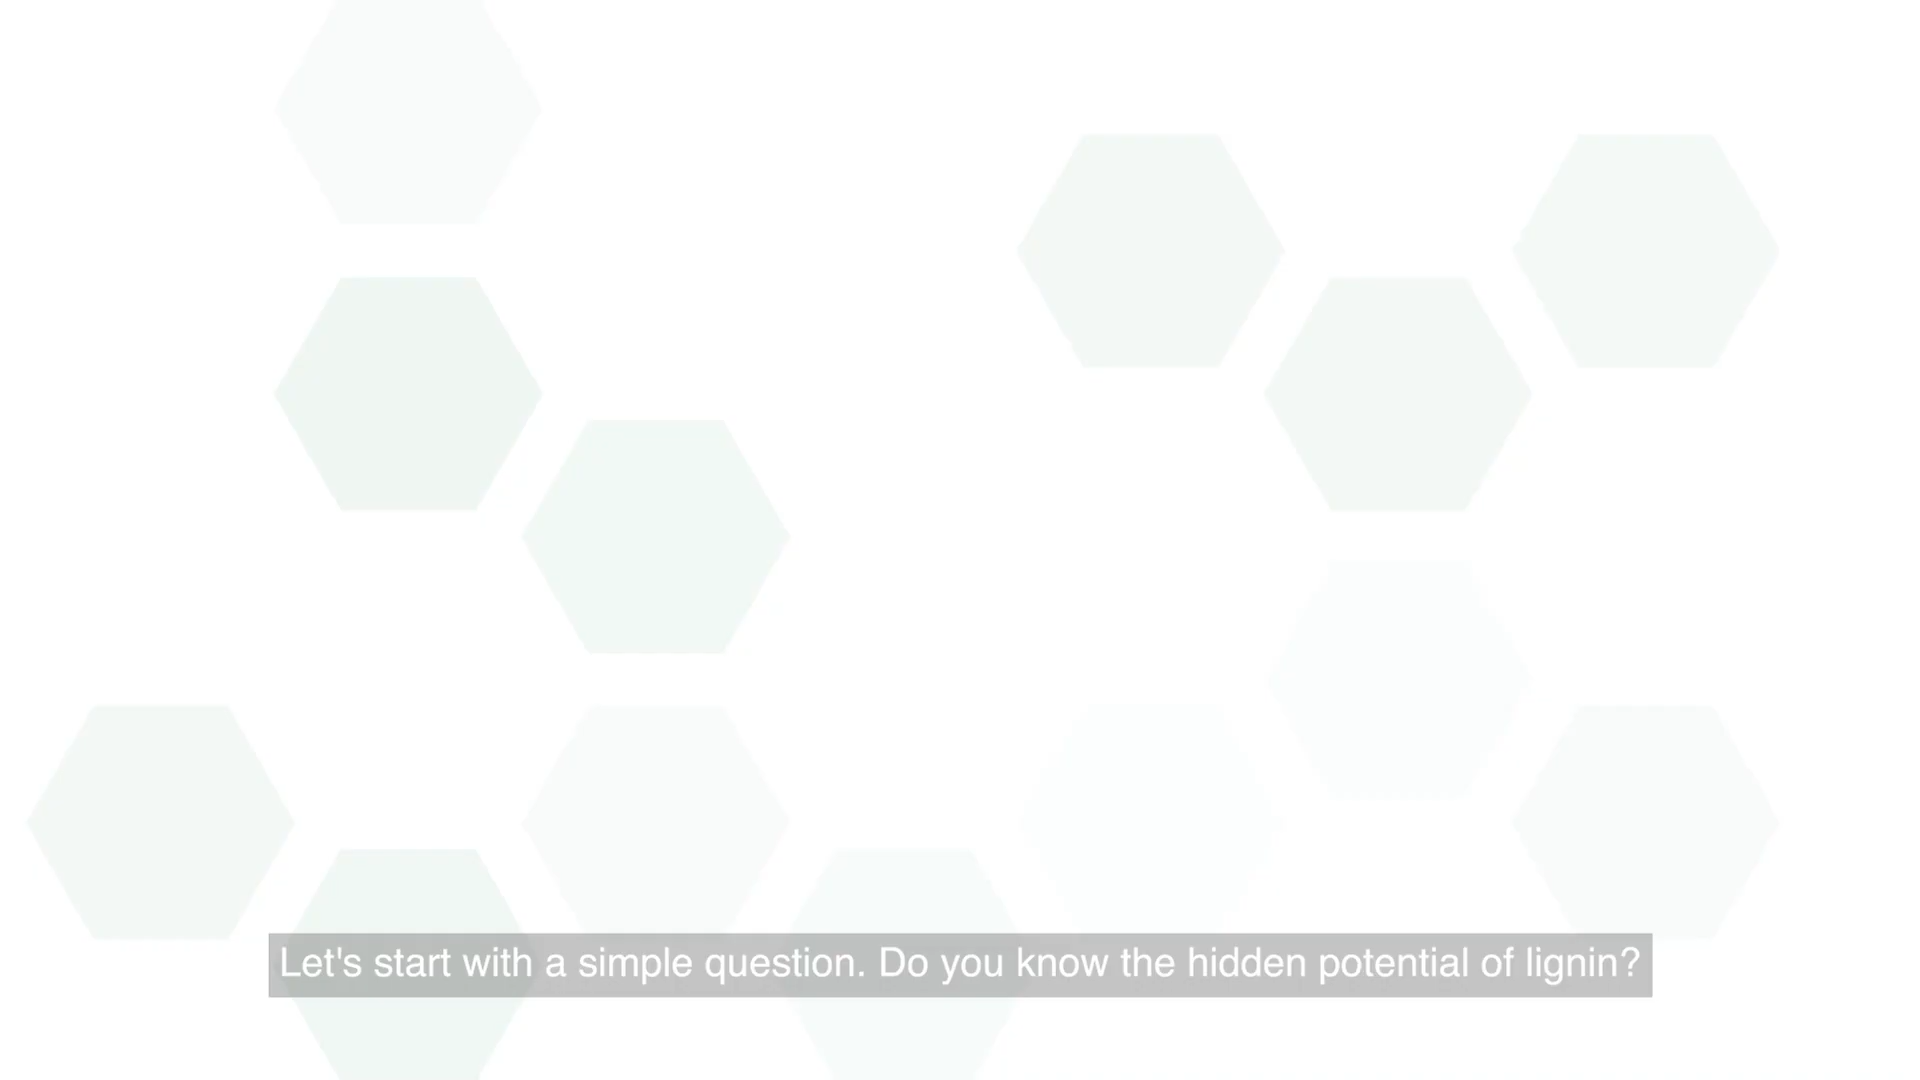 Let's start with a simple question. Do you know the hidden potential of lignin?